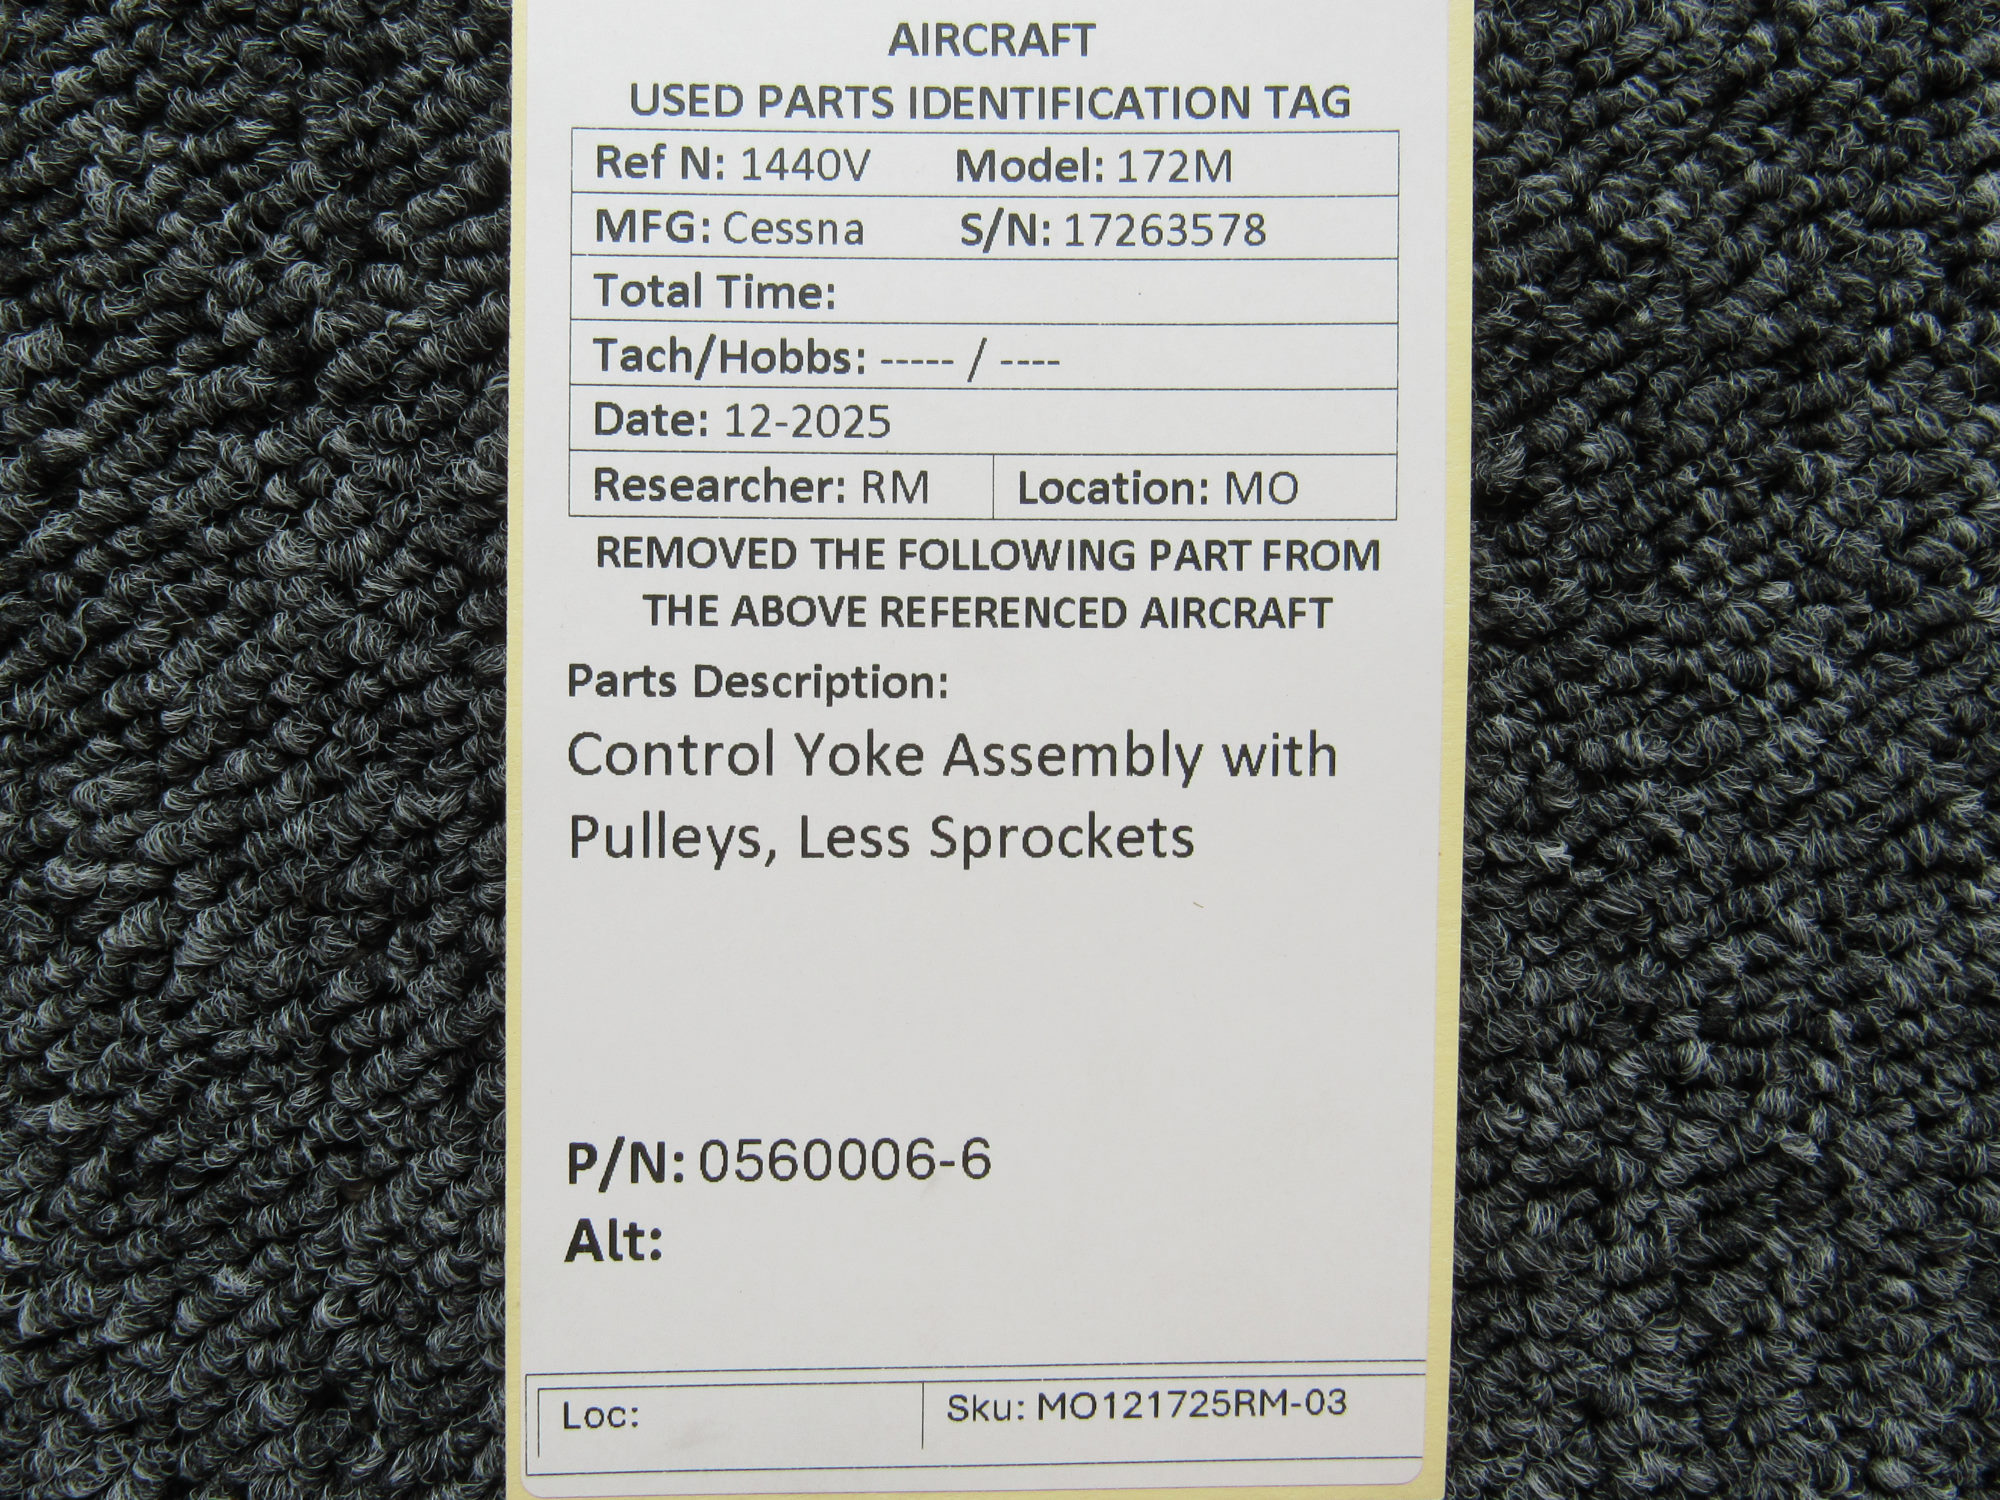 AIRCRAFT
USED PARTS IDENTIFICATION TAG
Ref N: 1440V Model: 172M
MFG: Cessna S/N: 17263578
Total Time:
Tach/Hobbs: ----- / ----
Date: 12-2025
Researcher: RM Location: MO
REMOVED THE FOLLOWING PART FROM
THE ABOVE REFERENCED AIRCRAFT
Parts Description:
Control Yoke Assembly with
Pulleys, Less Sprockets
P/N: 0560006-6
Alt:
Loc: Sku: MO121725RM-03